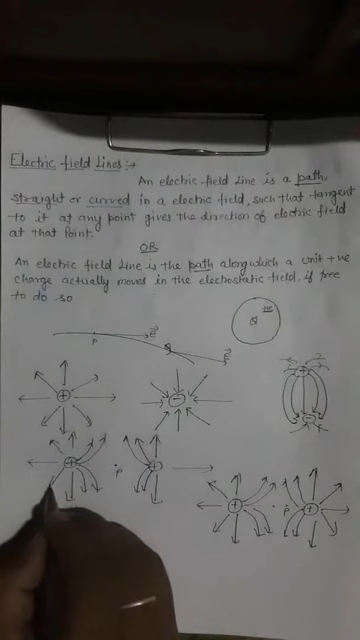 Electric field Lines :→
An electric field Line is a path,
straight or curved in a electric field, such that tangent
to it at any point gives the direction of electric field
at that Point.
OR
An electric field Line is the path along which a unit +ve
charge actually moves in the electrostatic field, if free
to do so
P
Q
E
E
+
-
+
-
+
P
+
+
P
+